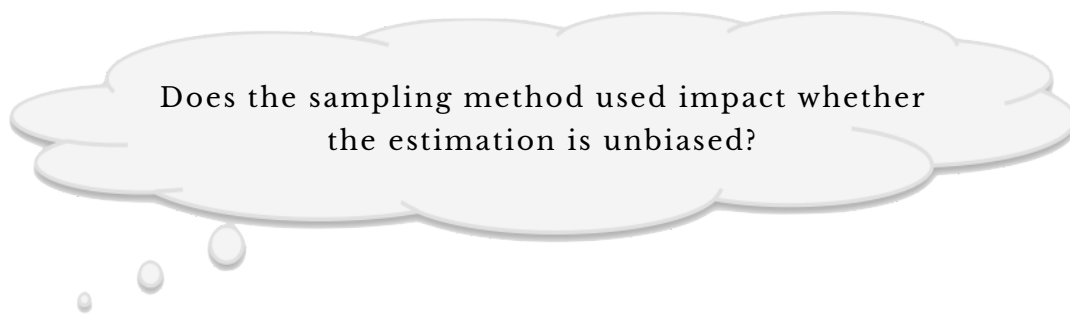 Does the sampling method used impact whether
the estimation is unbiased?